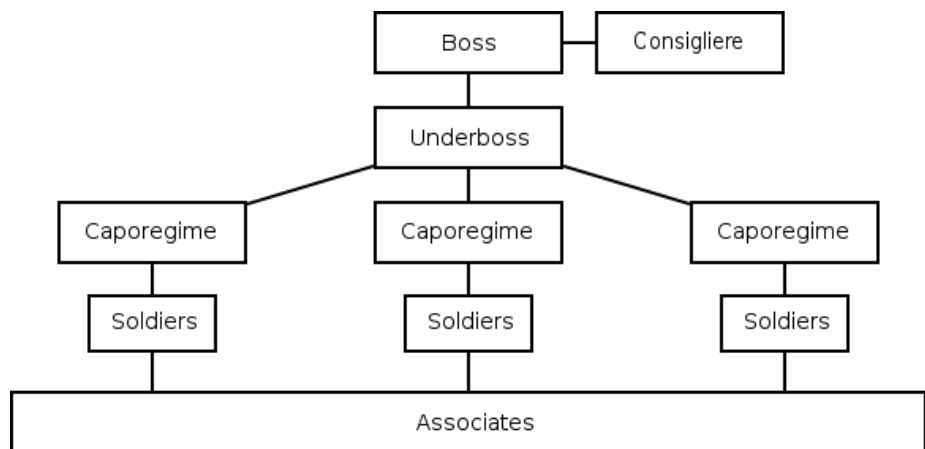 Boss
Consigliere
Underboss
Caporegime
Caporegime
Caporegime
Soldiers
Soldiers
Soldiers
Associates